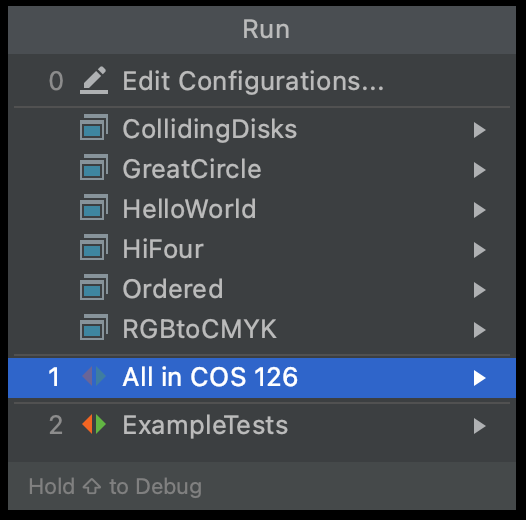 Run
0 Edit Configurations...
CollidingDisks
GreatCircle
HelloWorld
HiFour
Ordered
RGBtoCMYK
1 All in COS 126
2 ExampleTests
Hold ⇧ to Debug